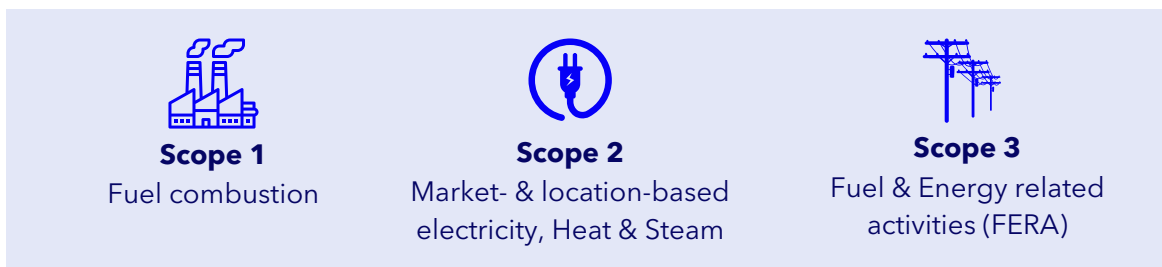 Scope 1
Fuel combustion
Scope 2
Market- & location-based
electricity, Heat & Steam
Scope 3
Fuel & Energy related
activities (FERA)